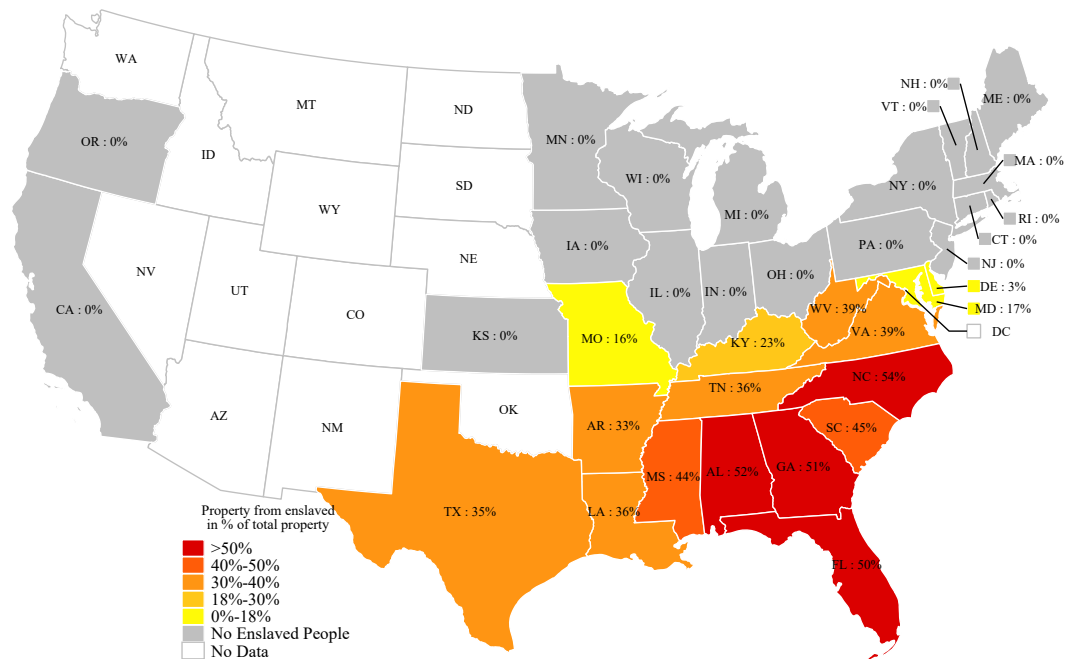 WA
MT
ND
OR : 0%
ID
SD
WY
NE
NV
UT
CO
CA : 0%
KS : 0%
AZ
NM
OK
MN : 0%
WI : 0%
MI : 0%
IA : 0%
IL : 0%
IN : 0%
OH : 0%
PA : 0%
NY : 0%
NH : 0%
VT : 0%
ME : 0%
MA : 0%
RI : 0%
CT : 0%
NJ : 0%
DE : 3%
MD : 17%
DC
MO : 16%
KY : 23%
WV : 39%
VA : 39%
TN : 36%
NC : 54%
AR : 33%
SC : 45%
MS : 44%
AL : 52%
GA : 51%
TX : 35%
LA : 36%
FL : 50%
Property from enslaved
in % of total property
>50%
40%-50%
30%-40%
18%-30%
0%-18%
No Enslaved People
No Data